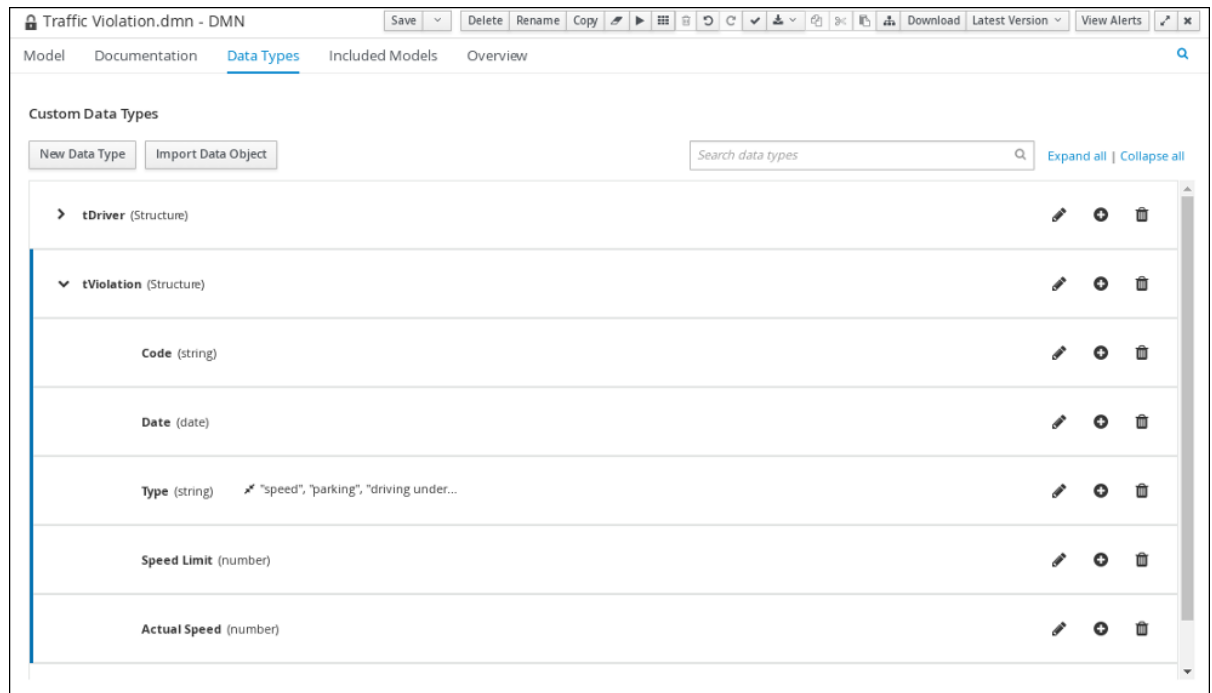 Traffic Violation.dmn - DMN Save Delete Rename Copy Download Latest Version View Alerts
Model Documentation Data Types Included Models Overview
Custom Data Types
New Data Type Import Data Object Search data types Expand all | Collapse all
tDriver (Structure)
tViolation (Structure)
Code (string)
Date (date)
Type (string) "speed", "parking", "driving under...
Speed Limit (number)
Actual Speed (number)